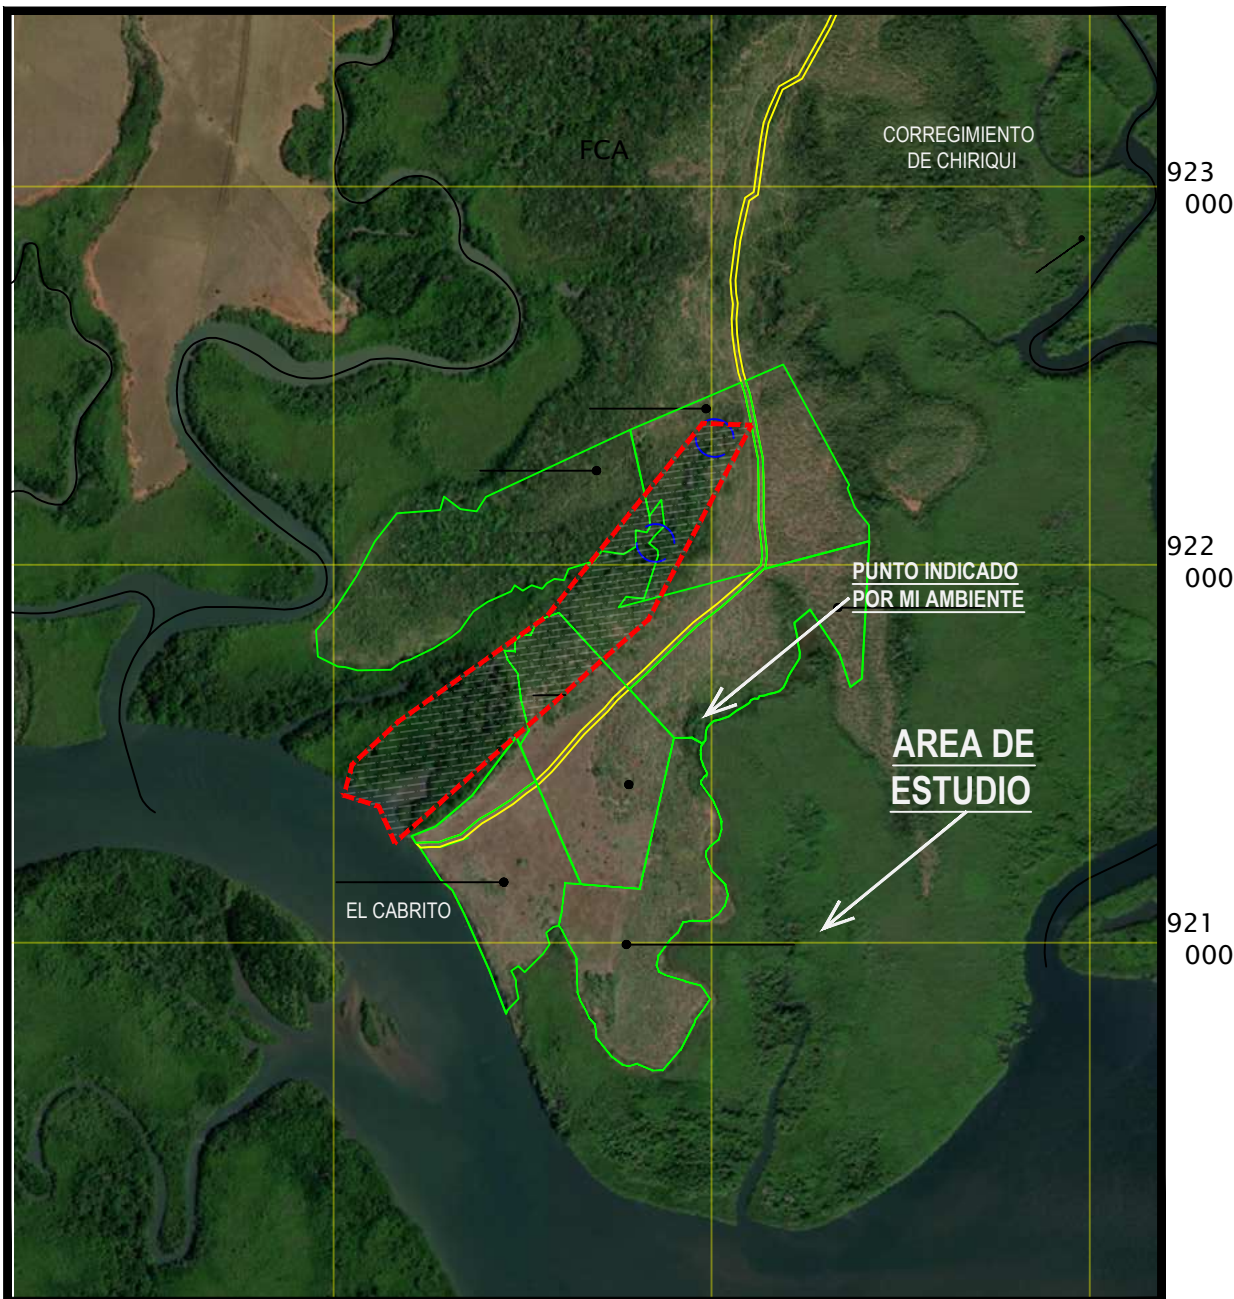 FCA
CORREGIMIENTO
DE CHIRIQUI
923
000
922
000
PUNTO INDICADO
POR MI AMBIENTE
AREA DE
ESTUDIO
EL CABRITO
921
000